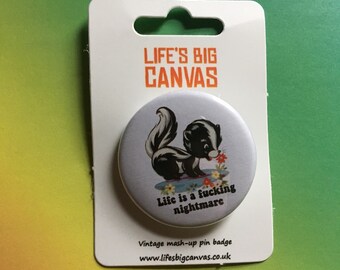 LIFE'S BIG
CANVAS
Life is a fucking
nightmare
Vintage mash-up pin badge
www.lifesbigcanvas.co.uk